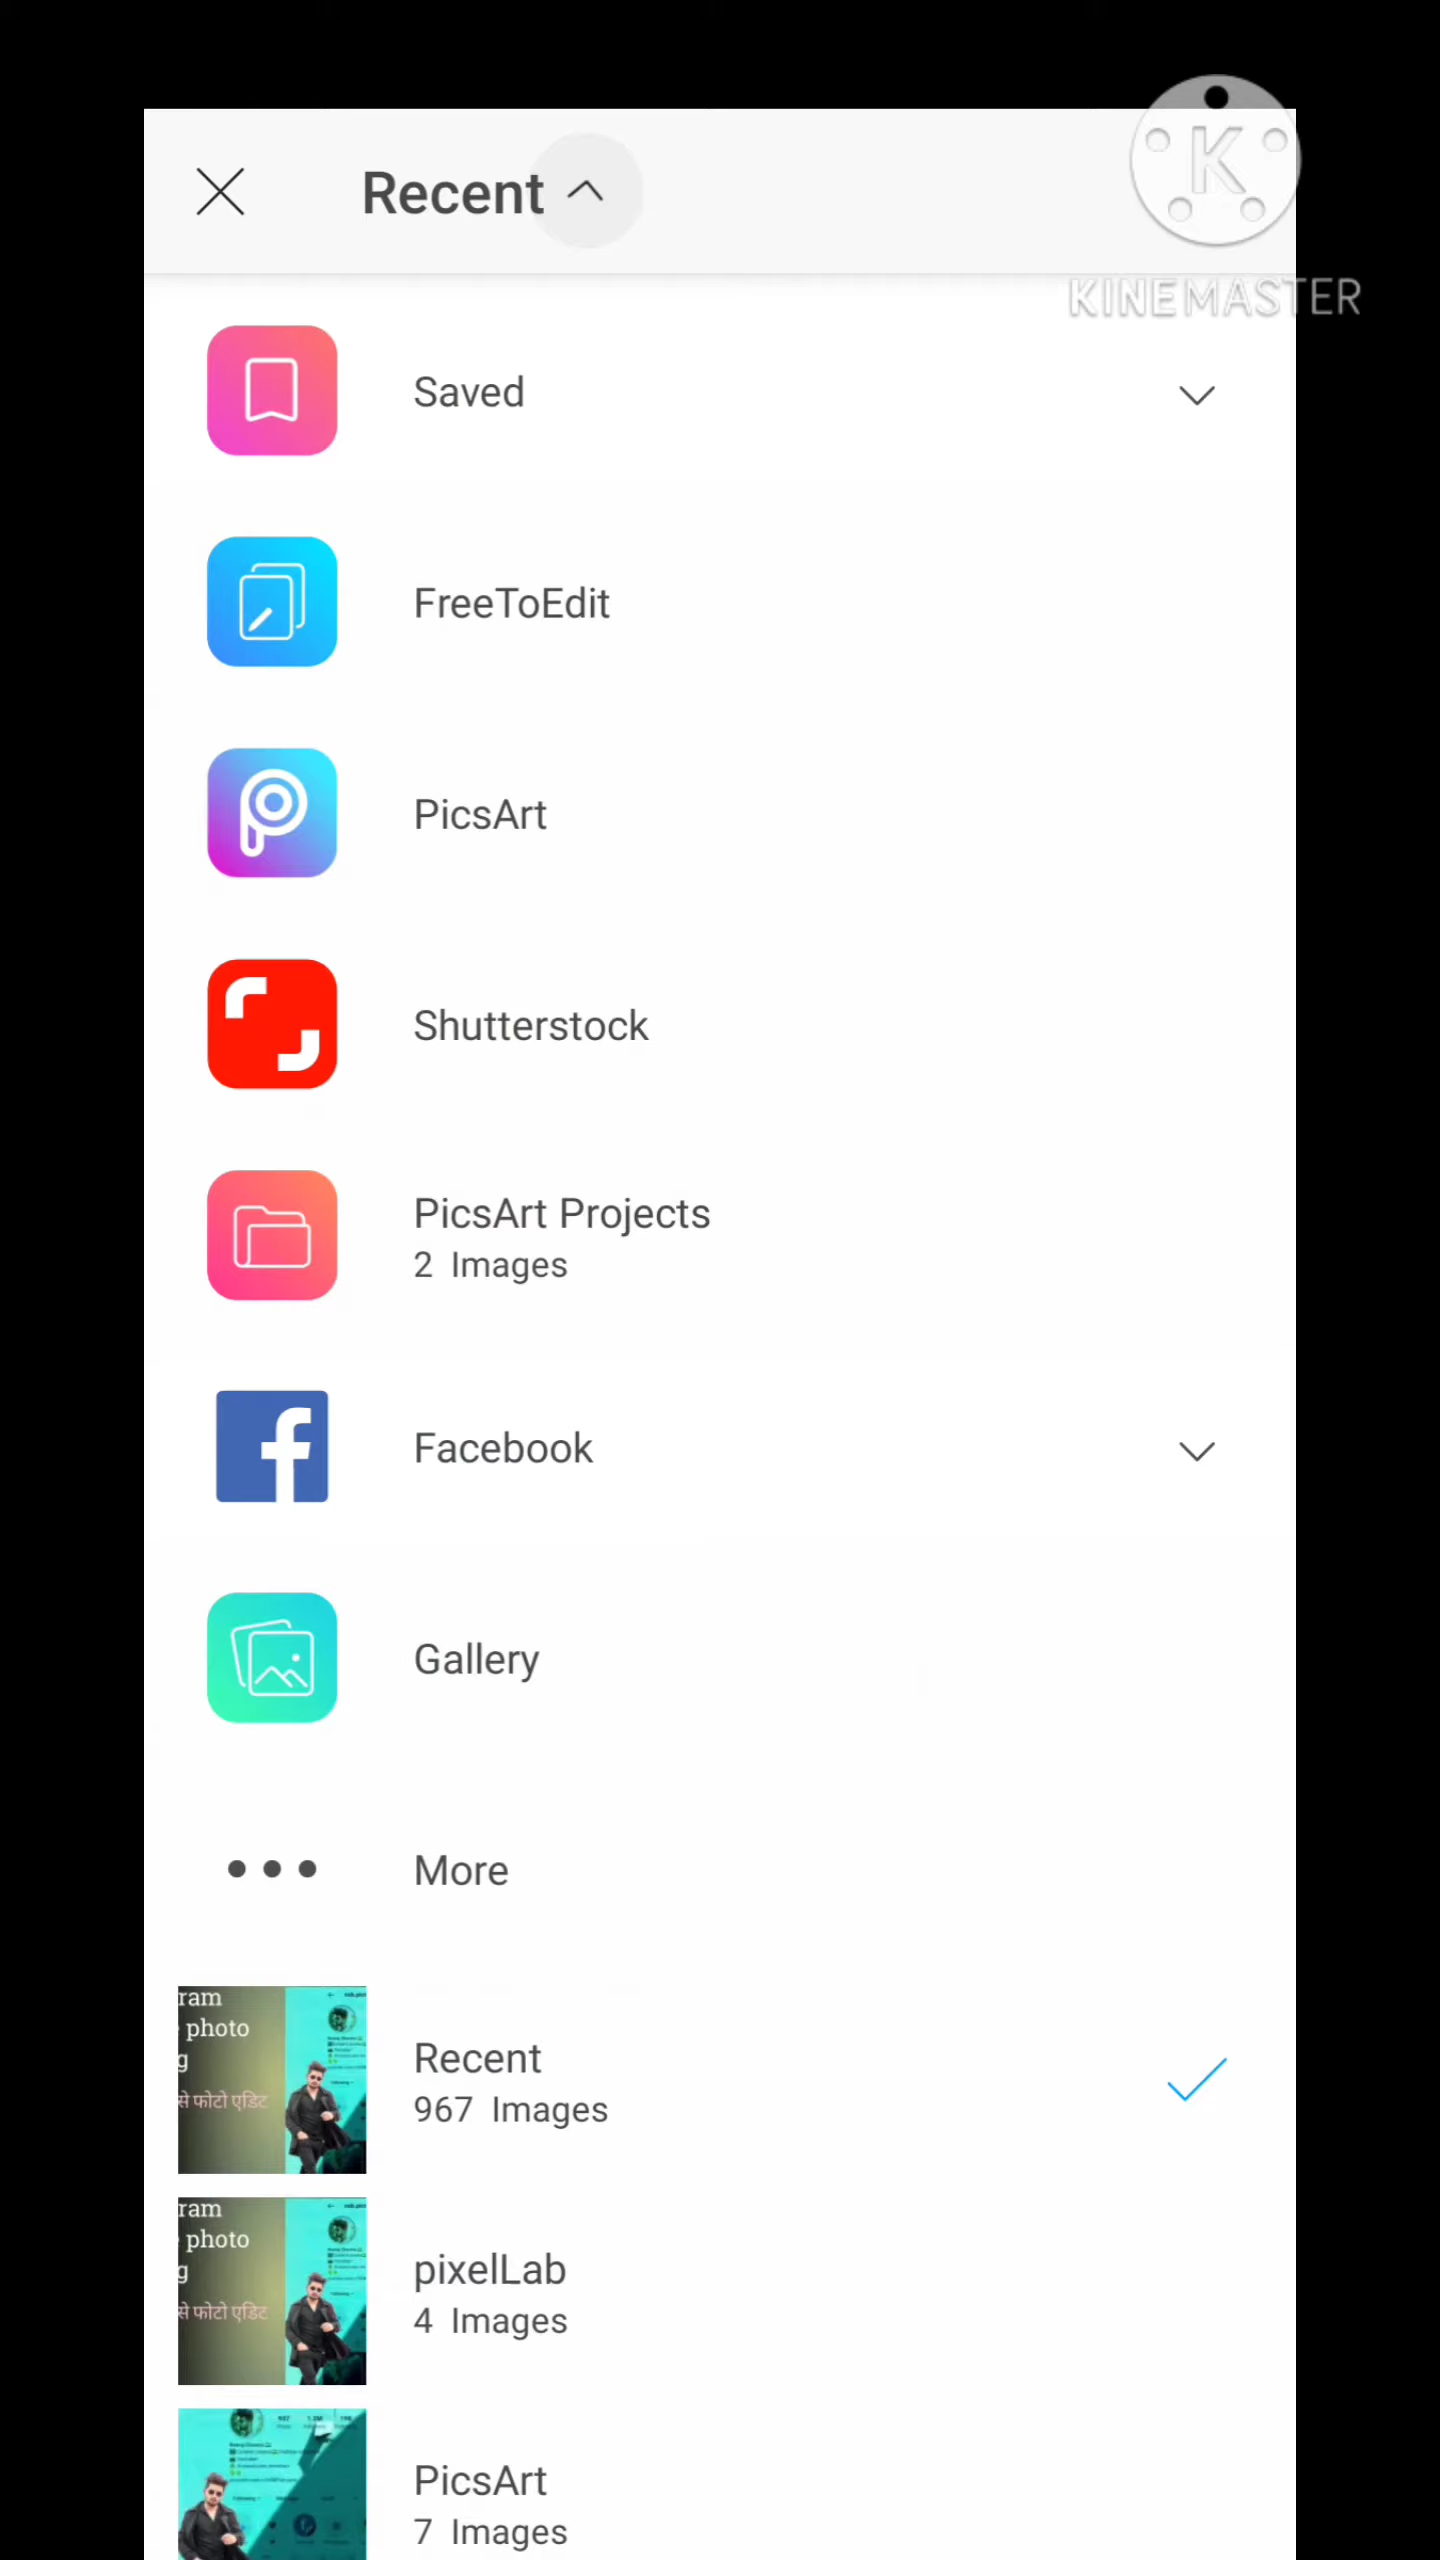 Recent
KINEMASTER
Saved
FreeToEdit
PicsArt
Shutterstock
PicsArt Projects
2 Images
Facebook
Gallery
More
ram
photo
g
से फोटो एडिट
Recent
967 Images
ram
photo
g
से फोटो एडिट
pixelLab
4 Images
PicsArt
7 Images